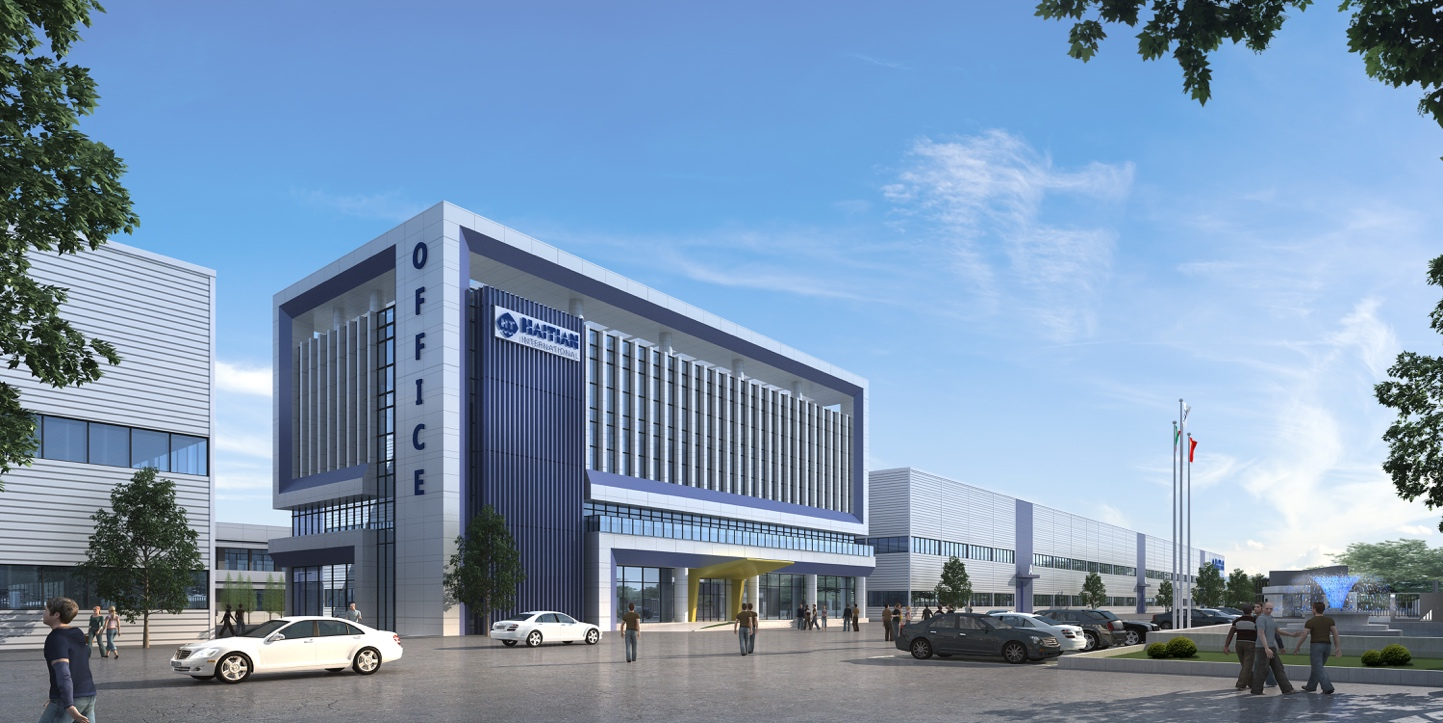 OFFICE
HAITIAN
INTERNATIONAL
A